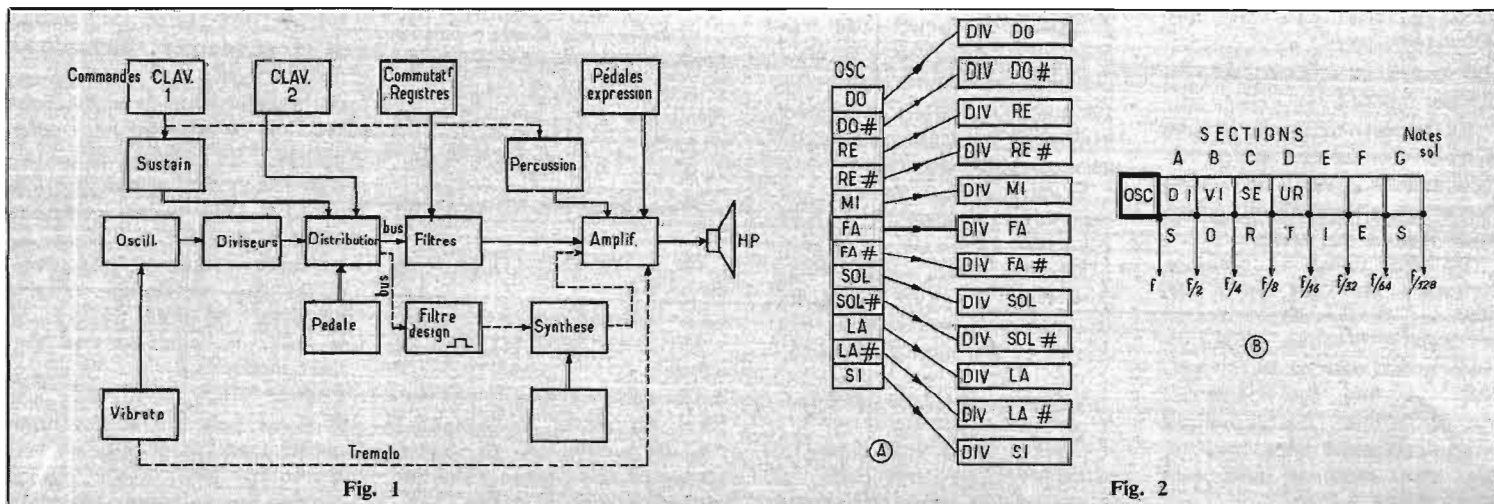 Commandes
CLAV.
1
CLAV.
2
Commutatr
Registres
Pédales
expression
Sustain
Percussion
Oscill.
Diviseurs
Distribution
bus
Filtres
Amplif.
HP
bus
Pédale
Filtre
design
Synthèse
Vibrato
Tremolo
Fig. 1
OSC
DO
DO#
RE
RE#
MI
FA
FA#
SOL
SOL#
LA
LA#
SI
DIV DO
DIV DO#
DIV RE
DIV RE#
DIV MI
DIV FA
DIV FA#
DIV SOL
DIV SOL#
DIV LA
DIV LA#
DIV SI
A
SECTIONS
Notes
sol
A B C D E F G
OSC DI VI SE UR
S O R T I E S
f f/2 f/4 f/8 f/16 f/32 f/64 f/128
B
Fig. 2